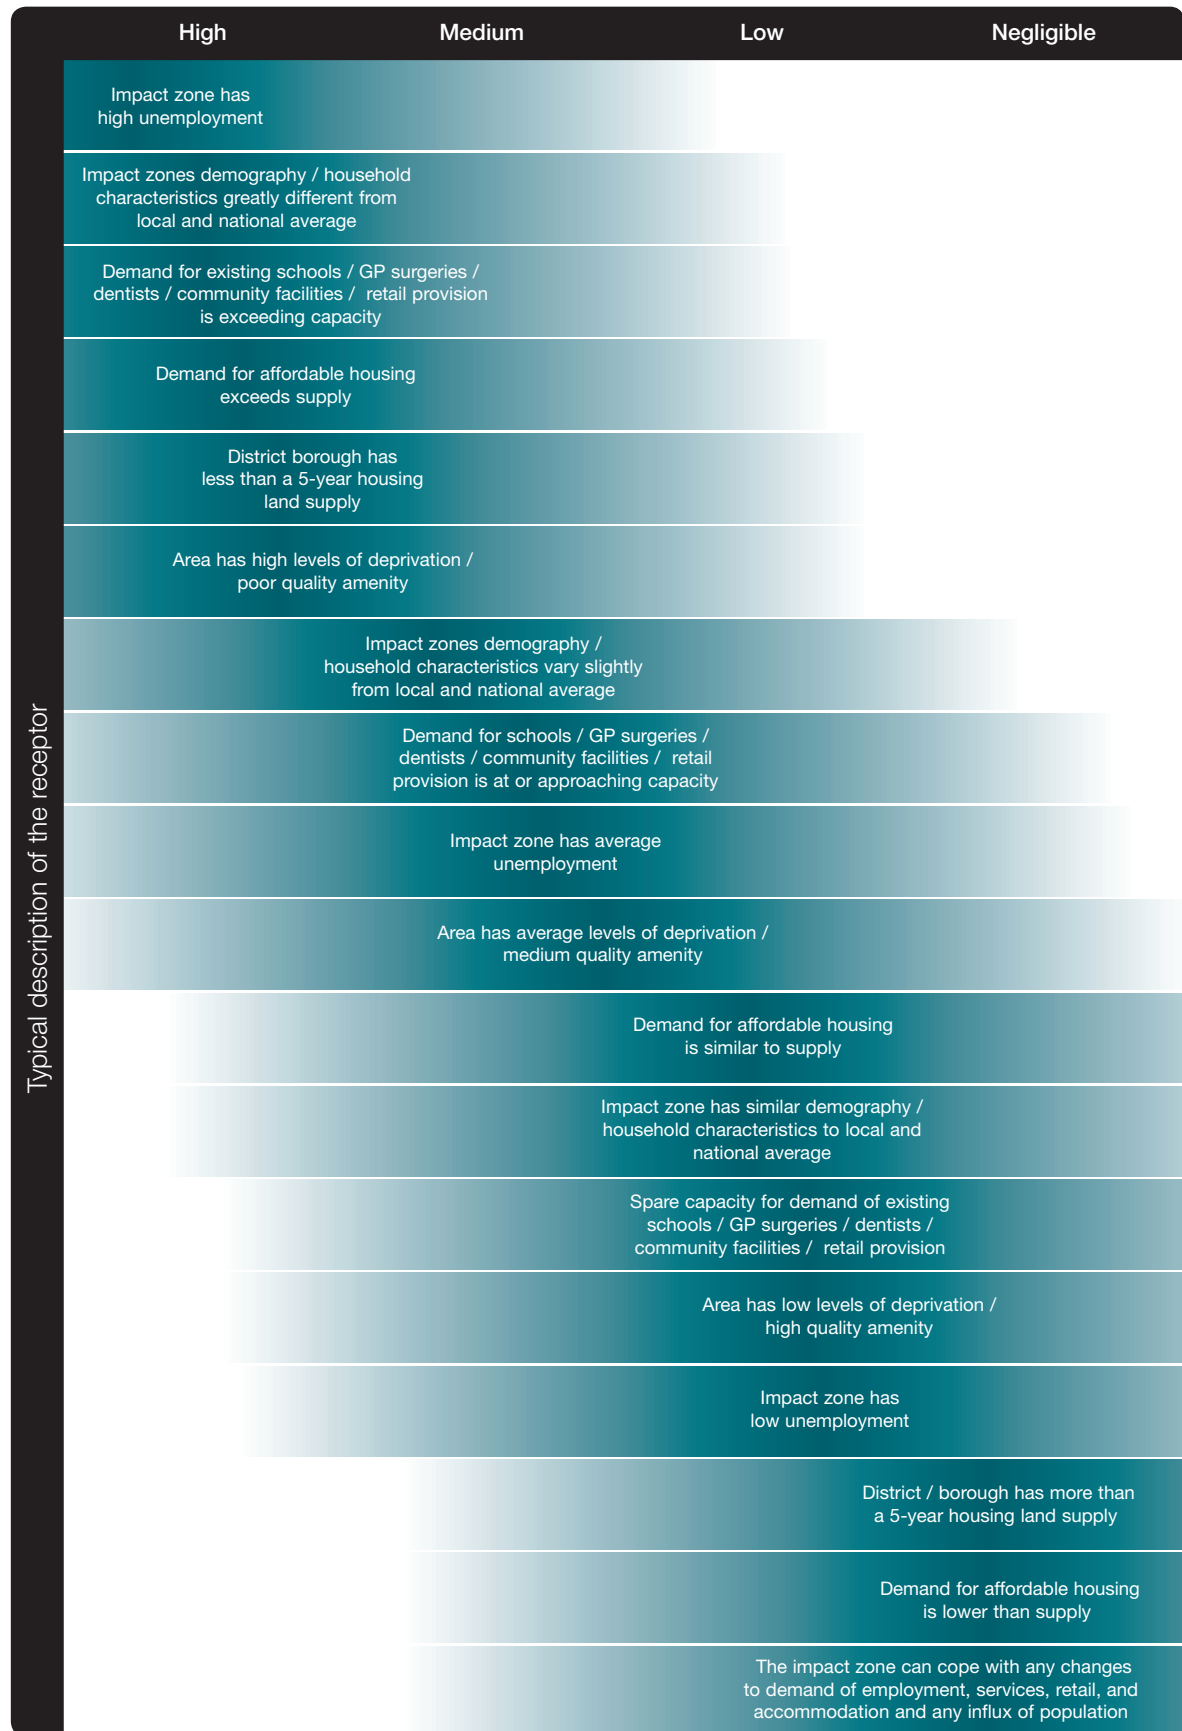 High Medium Low Negligible
Typical description of the receptor
Impact zone has
high unemployment
Impact zones demography / household
characteristics greatly different from
local and national average
Demand for existing schools / GP surgeries /
dentists / community facilities / retail provision
is exceeding capacity
Demand for affordable housing
exceeds supply
District borough has
less than a 5-year housing
land supply
Area has high levels of deprivation /
poor quality amenity
Impact zones demography /
household characteristics vary slightly
from local and national average
Demand for schools / GP surgeries /
dentists / community facilities / retail
provision is at or approaching capacity
Impact zone has average
unemployment
Area has average levels of deprivation /
medium quality amenity
Demand for affordable housing
is similar to supply
Impact zone has similar demography /
household characteristics to local and
national average
Spare capacity for demand of existing
schools / GP surgeries / dentists /
community facilities / retail provision
Area has low levels of deprivation /
high quality amenity
Impact zone has
low unemployment
District / borough has more than
a 5-year housing land supply
Demand for affordable housing
is lower than supply
The impact zone can cope with any changes
to demand of employment, services, retail, and
accommodation and any influx of population